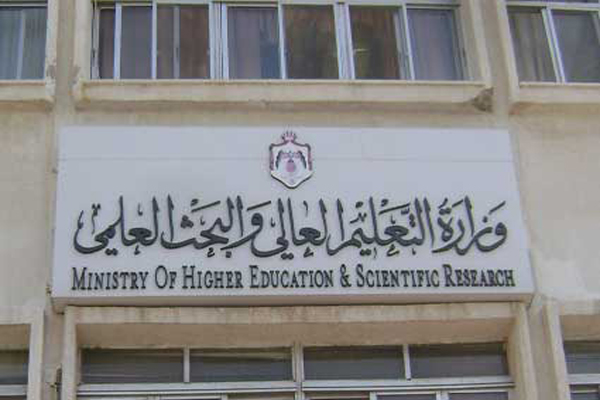 وزارة التعليم العالي والبحث العلمي
MINISTRY OF HIGHER EDUCATION & SCIENTIFIC RESEARCH